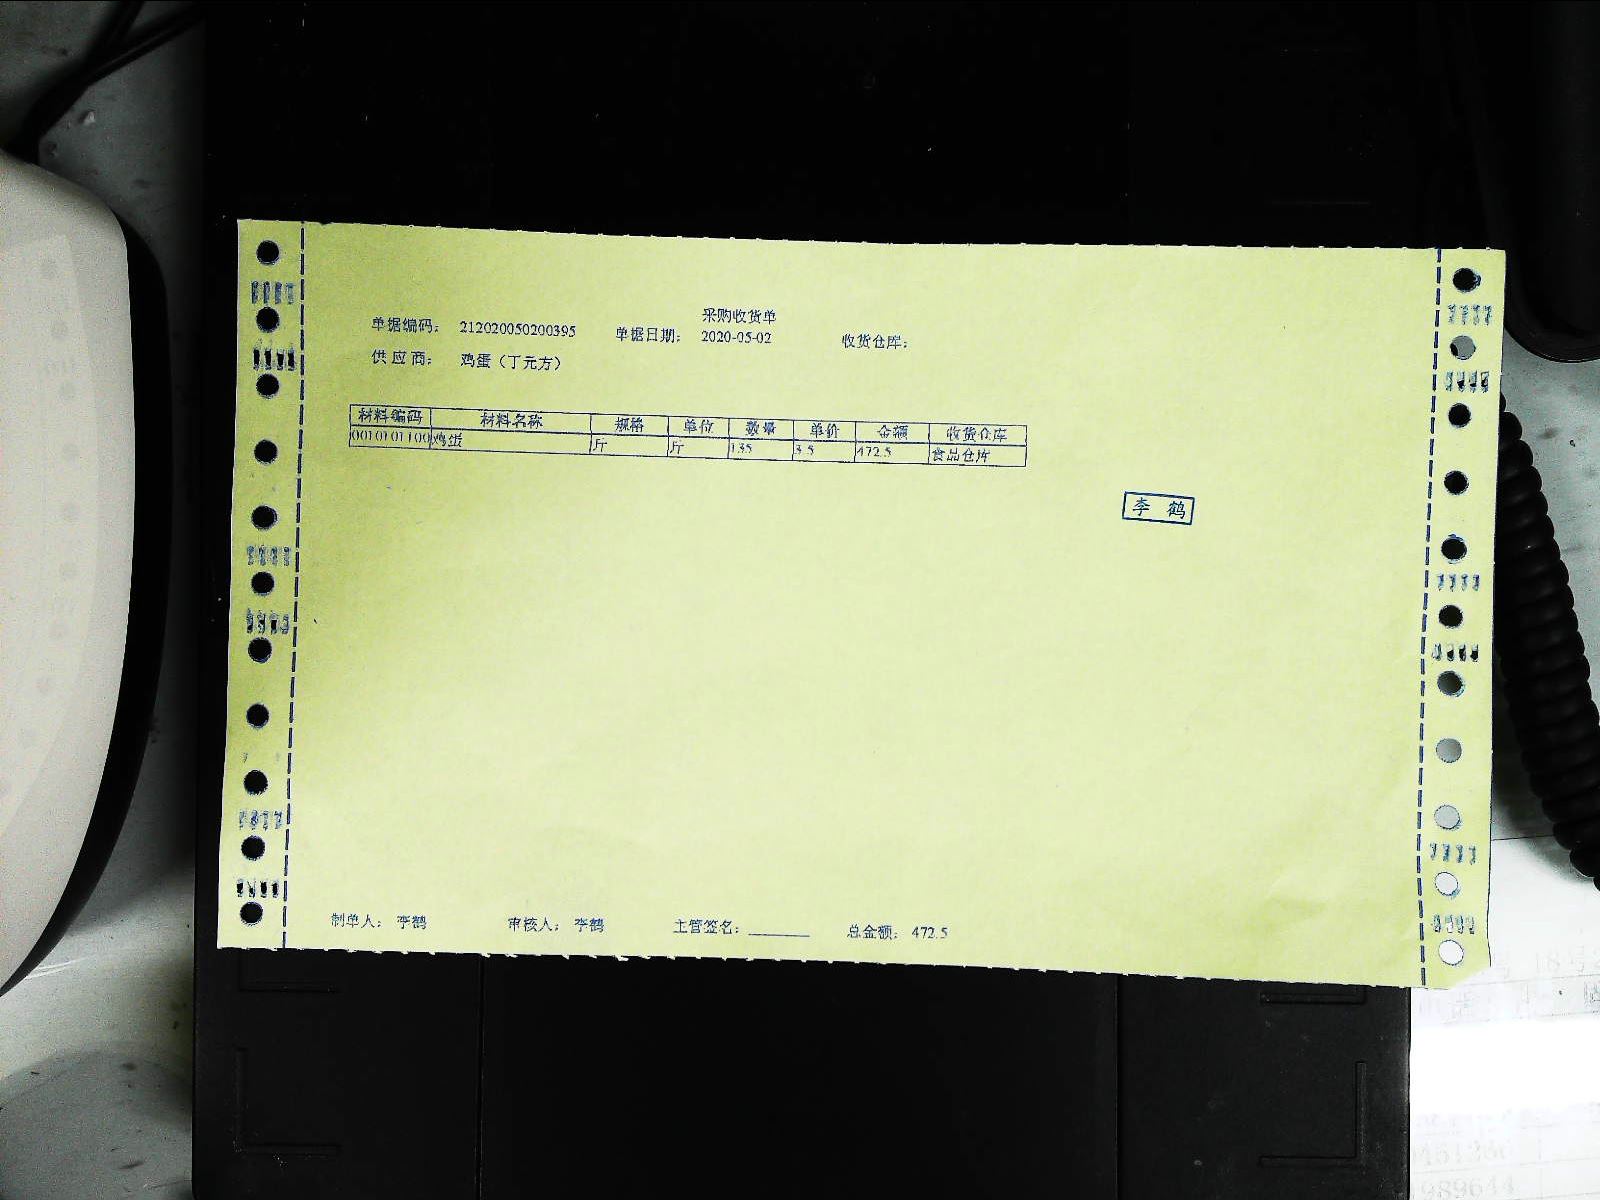 采购收货单
单据编码： 212020050200395 单据日期： 2020-05-02 收货仓库：
供 应 商： 鸡蛋（丁元方）
材料编码 材料名称 规格 单位 数量 单价 金额 收货仓库
0010101100 鸡蛋 斤 斤 135 3.5 472.5 食品仓库
李 鹤
制单人： 李鹤 审核人： 李鹤 主管签名：________ 总金额： 472.5